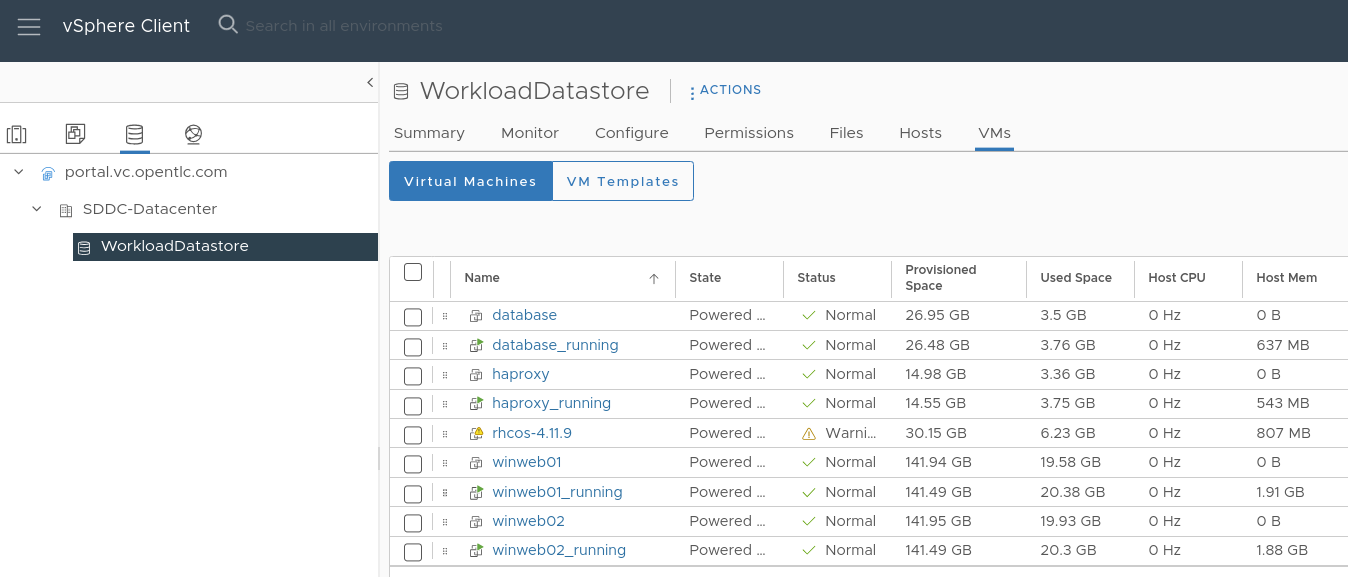 vSphere Client
Search in all environments
WorkloadDatastore
ACTIONS
Summary Monitor Configure Permissions Files Hosts VMs
portal.vc.opentlc.com
SDDC-Datacenter
WorkloadDatastore
Virtual Machines VM Templates
Name State Status Provisioned Space Used Space Host CPU Host Mem
database Powered ... Normal 26.95 GB 3.5 GB 0 Hz 0 B
database_running Powered ... Normal 26.48 GB 3.76 GB 0 Hz 637 MB
haproxy Powered ... Normal 14.98 GB 3.36 GB 0 Hz 0 B
haproxy_running Powered ... Normal 14.55 GB 3.75 GB 0 Hz 543 MB
rhcos-4.11.9 Powered ... Warni... 30.15 GB 6.23 GB 0 Hz 807 MB
winweb01 Powered ... Normal 141.94 GB 19.58 GB 0 Hz 0 B
winweb01_running Powered ... Normal 141.49 GB 20.38 GB 0 Hz 1.91 GB
winweb02 Powered ... Normal 141.95 GB 19.93 GB 0 Hz 0 B
winweb02_running Powered ... Normal 141.49 GB 20.3 GB 0 Hz 1.88 GB